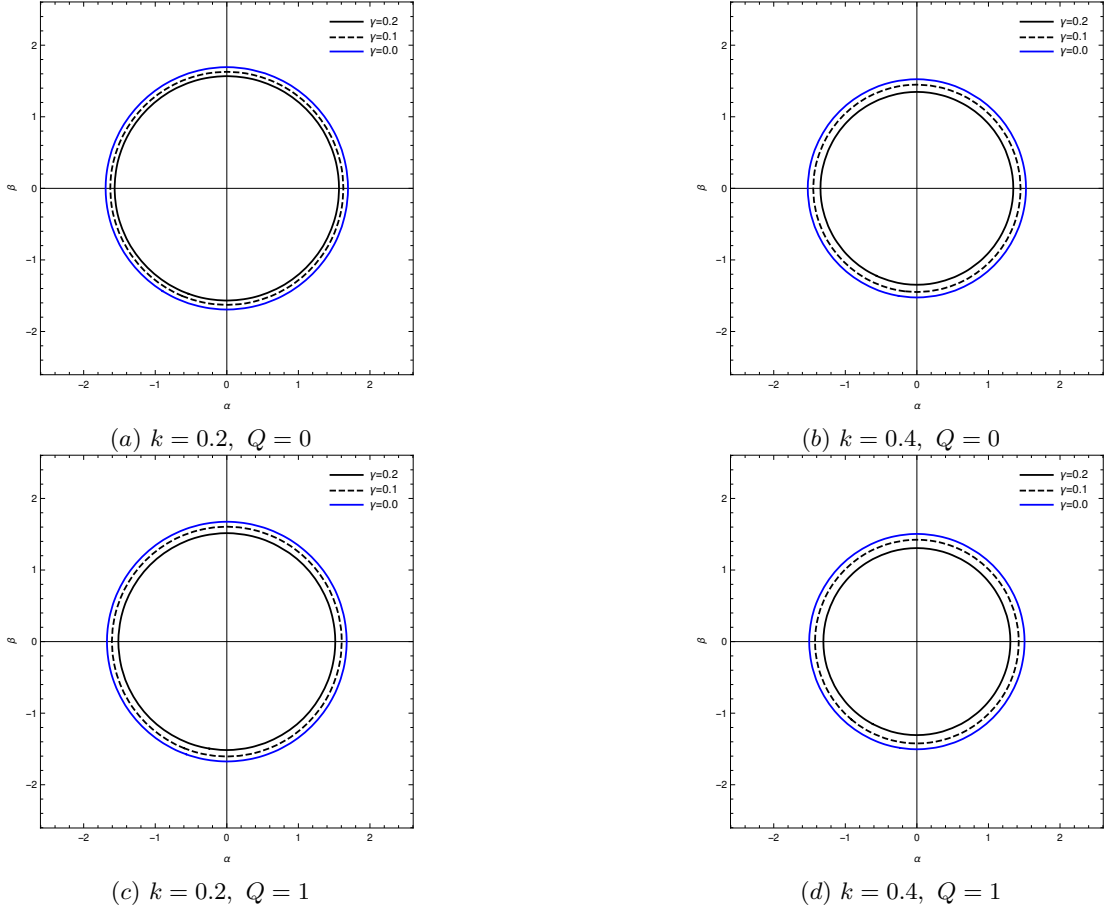 γ=0.2
γ=0.1
γ=0.0
2
1
0
−1
−2
β
−2 −1 0 1 2
α
(a) k = 0.2, Q = 0
γ=0.2
γ=0.1
γ=0.0
2
1
0
−1
−2
β
−2 −1 0 1 2
α
(b) k = 0.4, Q = 0
γ=0.2
γ=0.1
γ=0.0
2
1
0
−1
−2
β
−2 −1 0 1 2
α
(c) k = 0.2, Q = 1
γ=0.2
γ=0.1
γ=0.0
2
1
0
−1
−2
β
−2 −1 0 1 2
α
(d) k = 0.4, Q = 1